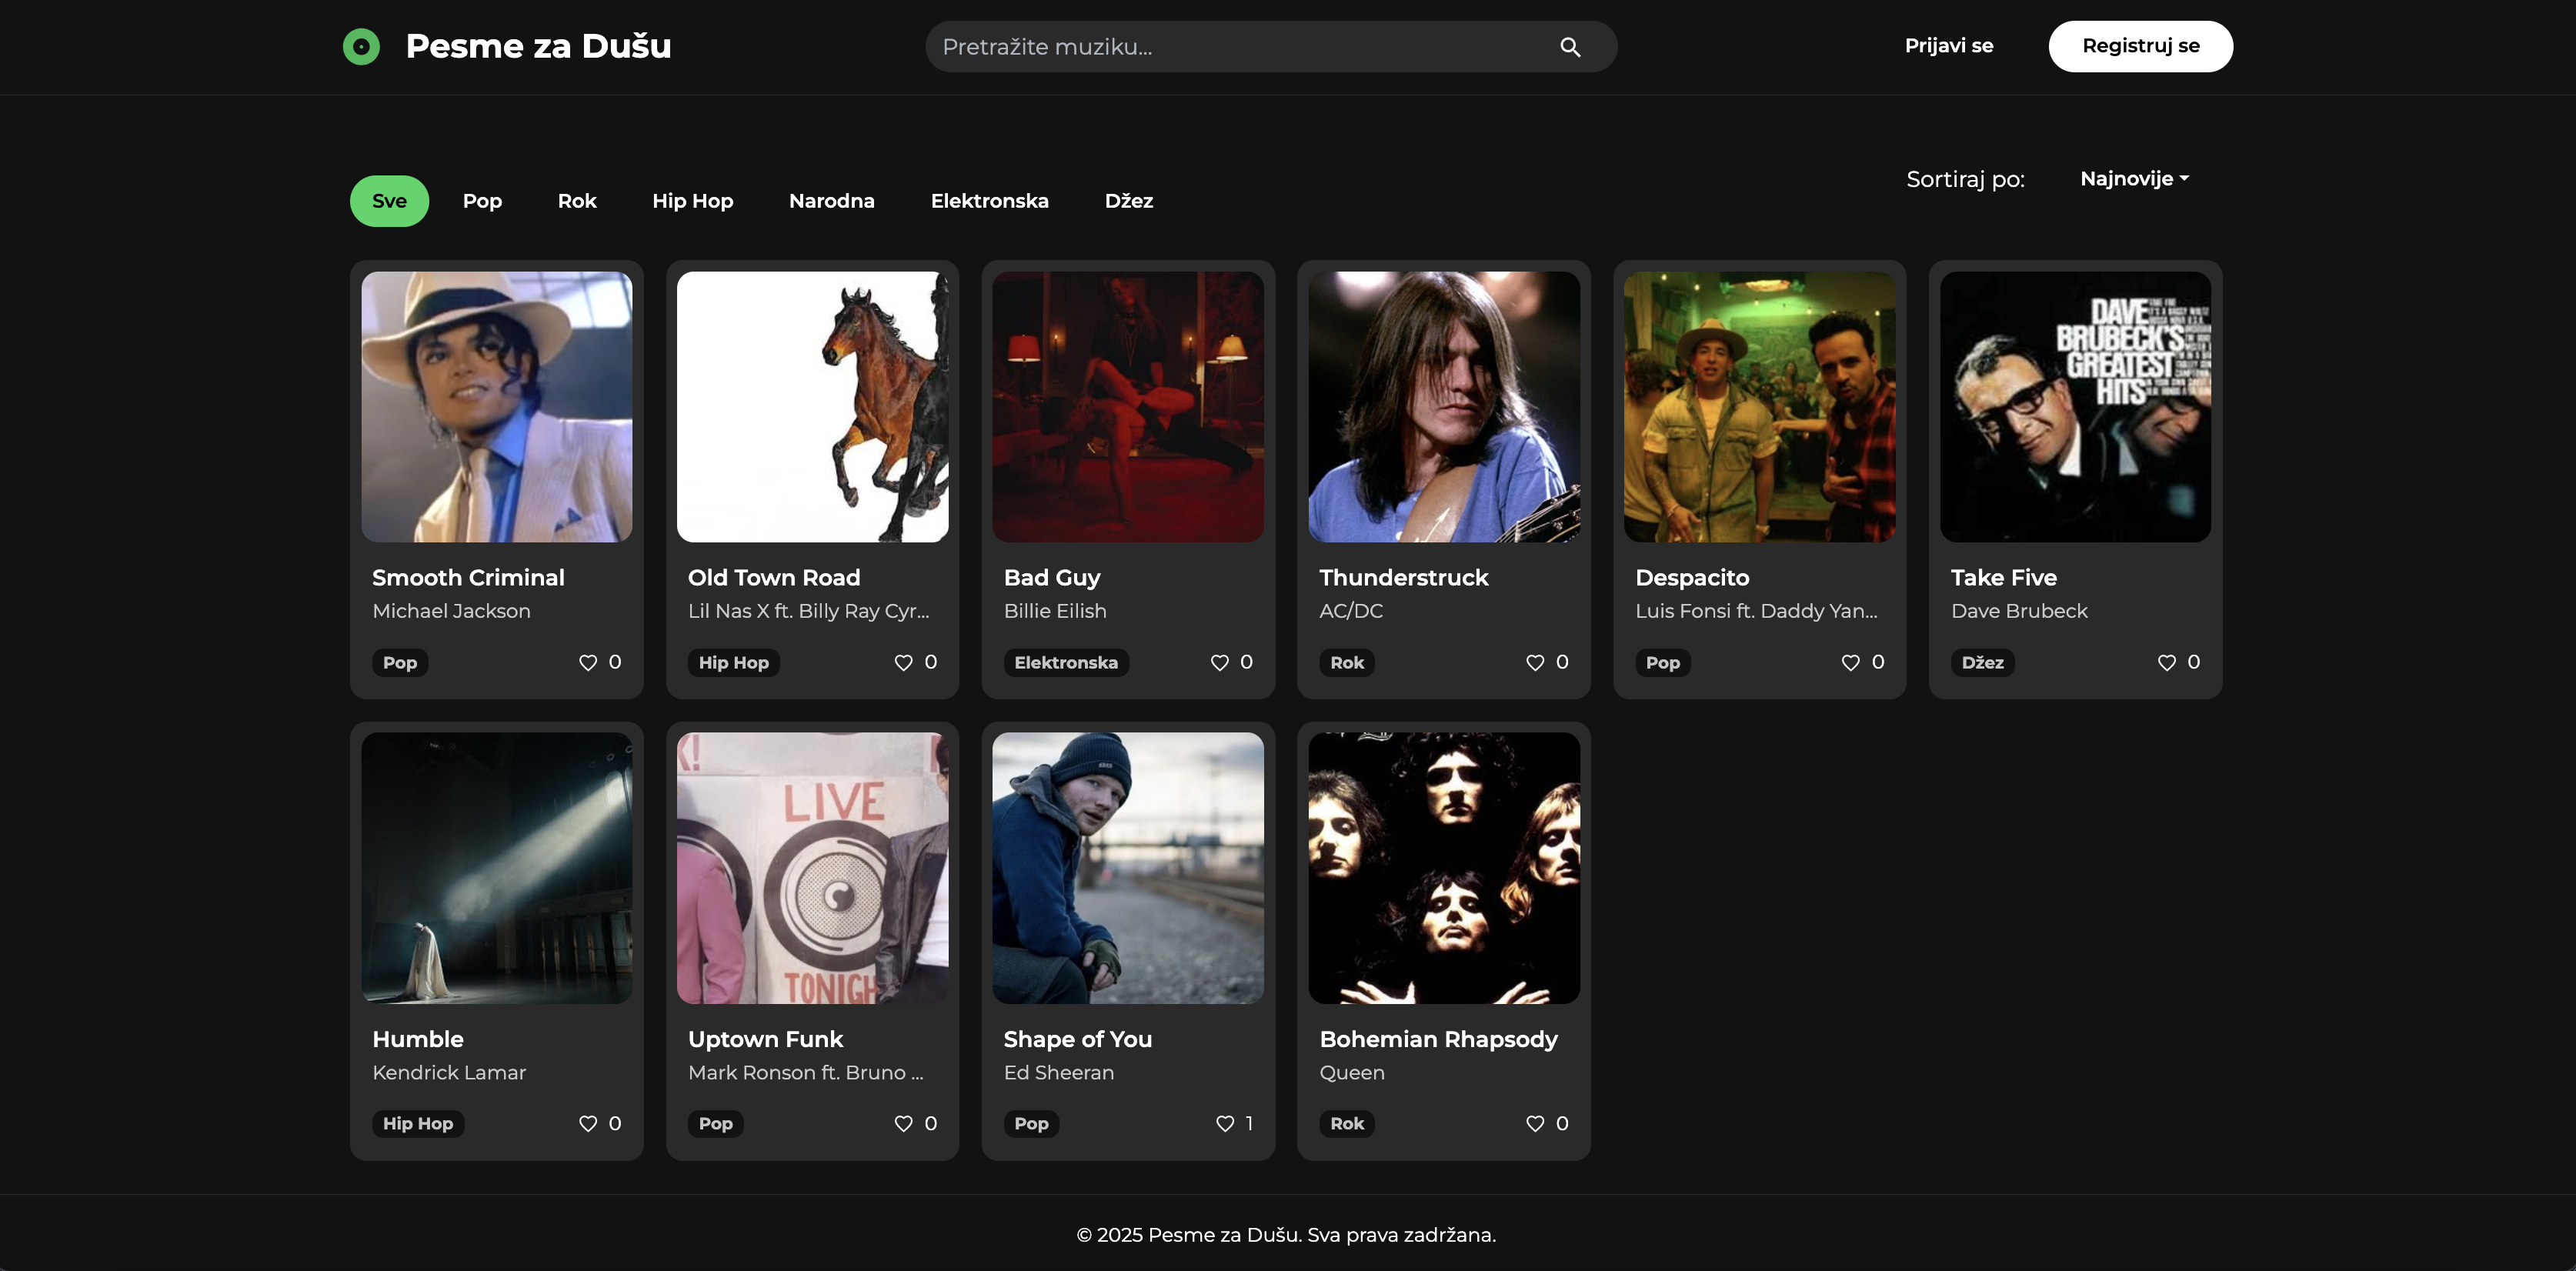 Pesme za Dušu
Pretražite muziku...
Prijavi se
Registruj se
Sve
Pop
Rok
Hip Hop
Narodna
Elektronska
Džez
Sortiraj po:
Najnovije
DAVE
BRUBECK'S
GREATEST
HITS
Smooth Criminal
Michael Jackson
Pop
0
Old Town Road
Lil Nas X ft. Billy Ray Cyr...
Hip Hop
0
Bad Guy
Billie Eilish
Elektronska
0
Thunderstruck
AC/DC
Rok
0
Despacito
Luis Fonsi ft. Daddy Yan...
Pop
0
Take Five
Dave Brubeck
Džez
0
LIVE
TONIGH
Humble
Kendrick Lamar
Hip Hop
0
Uptown Funk
Mark Ronson ft. Bruno ...
Pop
0
Shape of You
Ed Sheeran
Pop
1
Bohemian Rhapsody
Queen
Rok
0
© 2025 Pesme za Dušu. Sva prava zadržana.